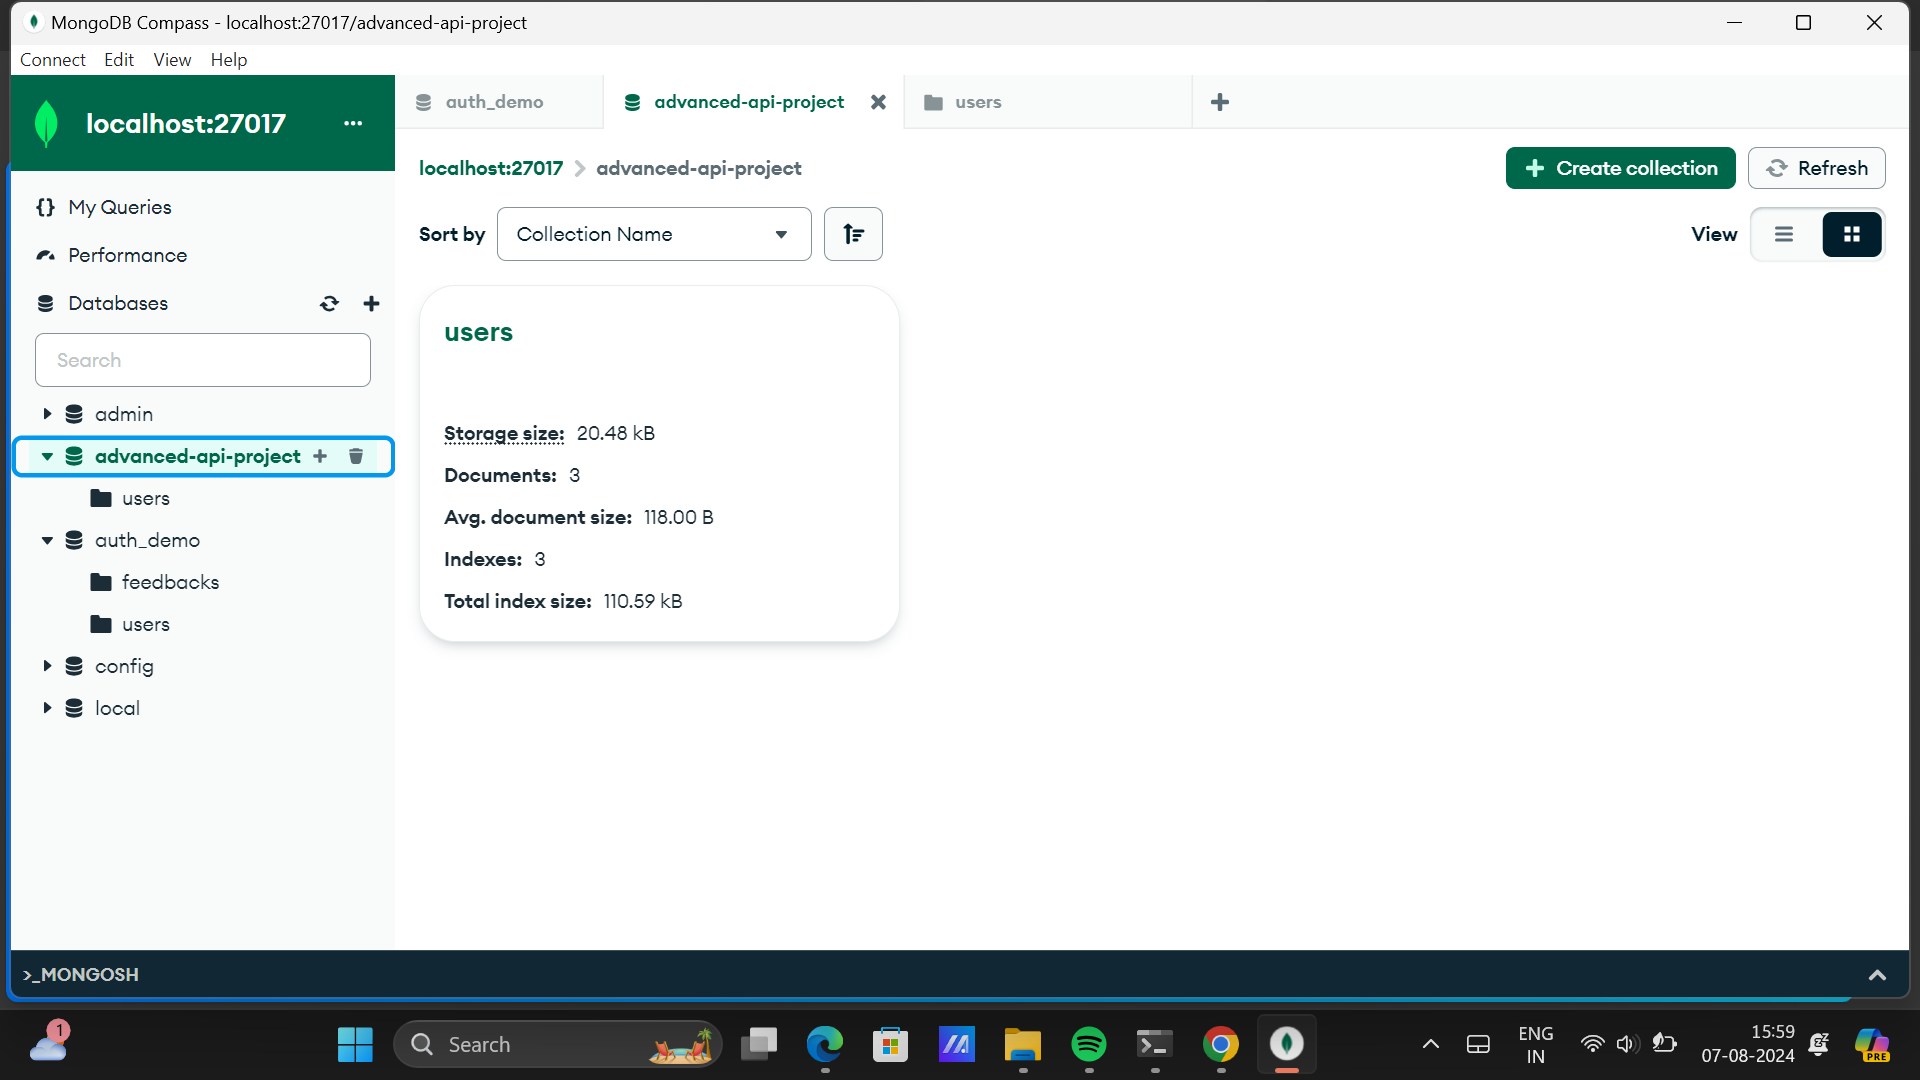 MongoDB Compass - localhost:27017/advanced-api-project
Connect Edit View Help
localhost:27017 ...
auth_demo
advanced-api-project
users
localhost:27017 > advanced-api-project
Create collection
Refresh
My Queries
Performance
Databases
Search
Sort by
Collection Name
View
admin
advanced-api-project
users
auth_demo
feedbacks
users
config
local
users
Storage size: 20.48 kB
Documents: 3
Avg. document size: 118.00 B
Indexes: 3
Total index size: 110.59 kB
>_MONGOSH
1
Search
ENG
IN
15:59
07-08-2024
PRE